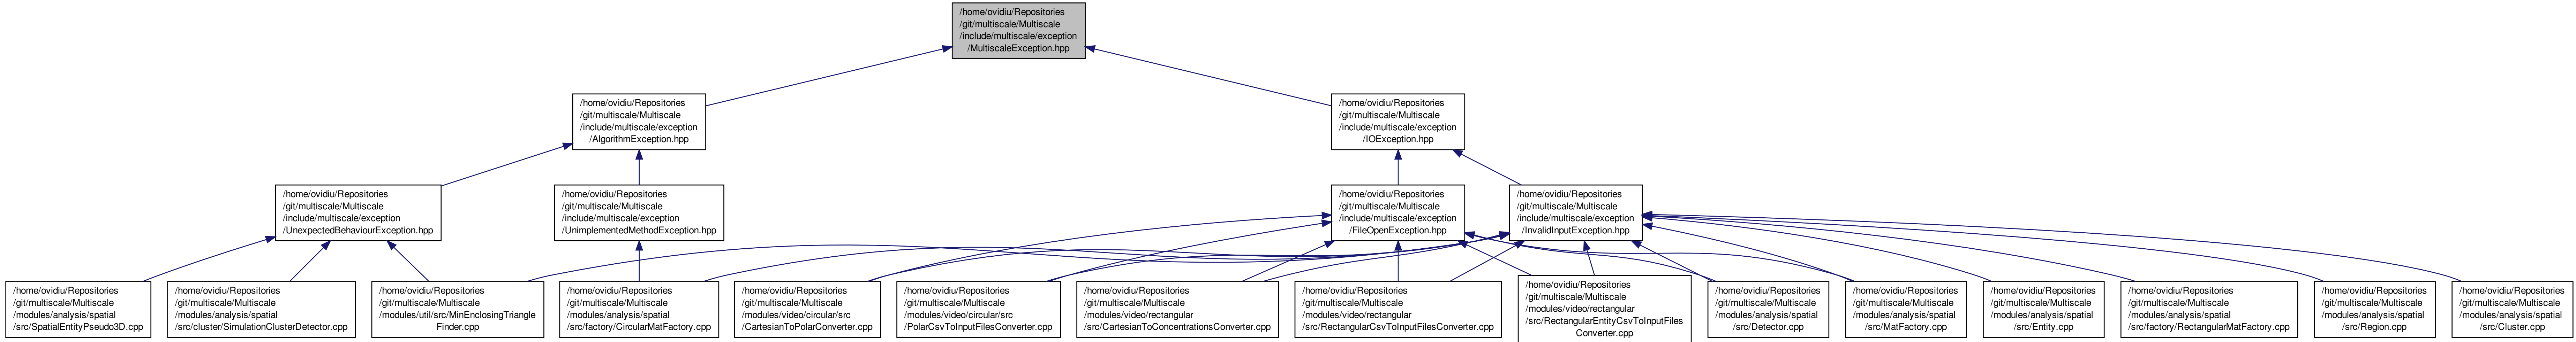 /home/ovidiu/Repositories
/git/multiscale/Multiscale
/include/multiscale/exception
/MultiscaleException.hpp
/home/ovidiu/Repositories
/git/multiscale/Multiscale
/include/multiscale/exception
/AlgorithmException.hpp
/home/ovidiu/Repositories
/git/multiscale/Multiscale
/include/multiscale/exception
/IOException.hpp
/home/ovidiu/Repositories
/git/multiscale/Multiscale
/include/multiscale/exception
/UnexpectedBehaviourException.hpp
/home/ovidiu/Repositories
/git/multiscale/Multiscale
/include/multiscale/exception
/UnimplementedMethodException.hpp
/home/ovidiu/Repositories
/git/multiscale/Multiscale
/include/multiscale/exception
/FileOpenException.hpp
/home/ovidiu/Repositories
/git/multiscale/Multiscale
/include/multiscale/exception
/InvalidInputException.hpp
/home/ovidiu/Repositories
/git/multiscale/Multiscale
/modules/analysis/spatial
/src/SpatialEntityPseudo3D.cpp
/home/ovidiu/Repositories
/git/multiscale/Multiscale
/modules/analysis/spatial
/src/cluster/SimulationClusterDetector.cpp
/home/ovidiu/Repositories
/git/multiscale/Multiscale
/modules/util/src/MinEnclosingTriangle
Finder.cpp
/home/ovidiu/Repositories
/git/multiscale/Multiscale
/modules/analysis/spatial
/src/factory/CircularMatFactory.cpp
/home/ovidiu/Repositories
/git/multiscale/Multiscale
/modules/video/circular/src
/CartesianToPolarConverter.cpp
/home/ovidiu/Repositories
/git/multiscale/Multiscale
/modules/video/circular/src
/PolarCsvToInputFilesConverter.cpp
/home/ovidiu/Repositories
/git/multiscale/Multiscale
/modules/video/rectangular
/src/CartesianToConcentrationsConverter.cpp
/home/ovidiu/Repositories
/git/multiscale/Multiscale
/modules/video/rectangular
/src/RectangularCsvToInputFilesConverter.cpp
/home/ovidiu/Repositories
/git/multiscale/Multiscale
/modules/video/rectangular
/src/RectangularEntityCsvToInputFiles
Converter.cpp
/home/ovidiu/Repositories
/git/multiscale/Multiscale
/modules/analysis/spatial
/src/Detector.cpp
/home/ovidiu/Repositories
/git/multiscale/Multiscale
/modules/analysis/spatial
/src/MatFactory.cpp
/home/ovidiu/Repositories
/git/multiscale/Multiscale
/modules/analysis/spatial
/src/Entity.cpp
/home/ovidiu/Repositories
/git/multiscale/Multiscale
/modules/analysis/spatial
/src/factory/RectangularMatFactory.cpp
/home/ovidiu/Repositories
/git/multiscale/Multiscale
/modules/analysis/spatial
/src/Region.cpp
/home/ovidiu/Repositories
/git/multiscale/Multiscale
/modules/analysis/spatial
/src/Cluster.cpp